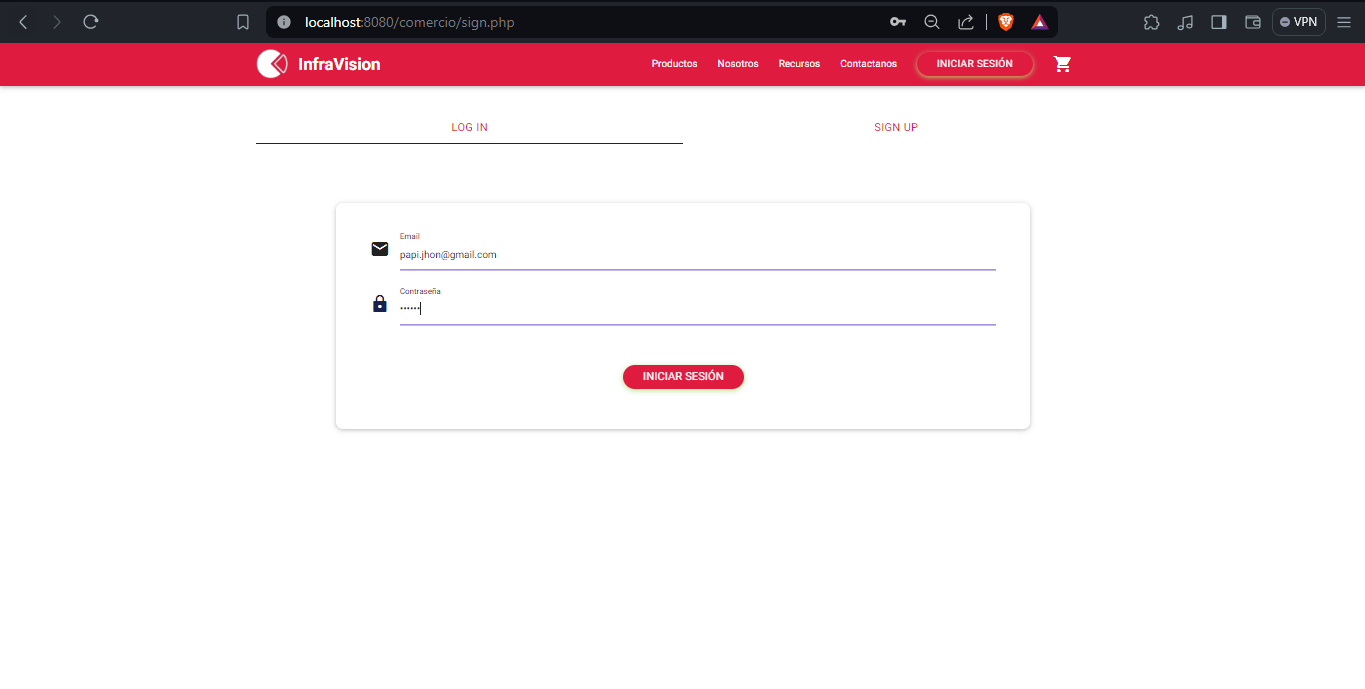 localhost:8080/comercio/sign.php
VPN
InfraVision
Productos Nosotros Recursos Contactanos INICIAR SESIÓN
LOG IN SIGN UP
Email
papi.jhon@gmail.com
Contraseña
••••••
INICIAR SESIÓN